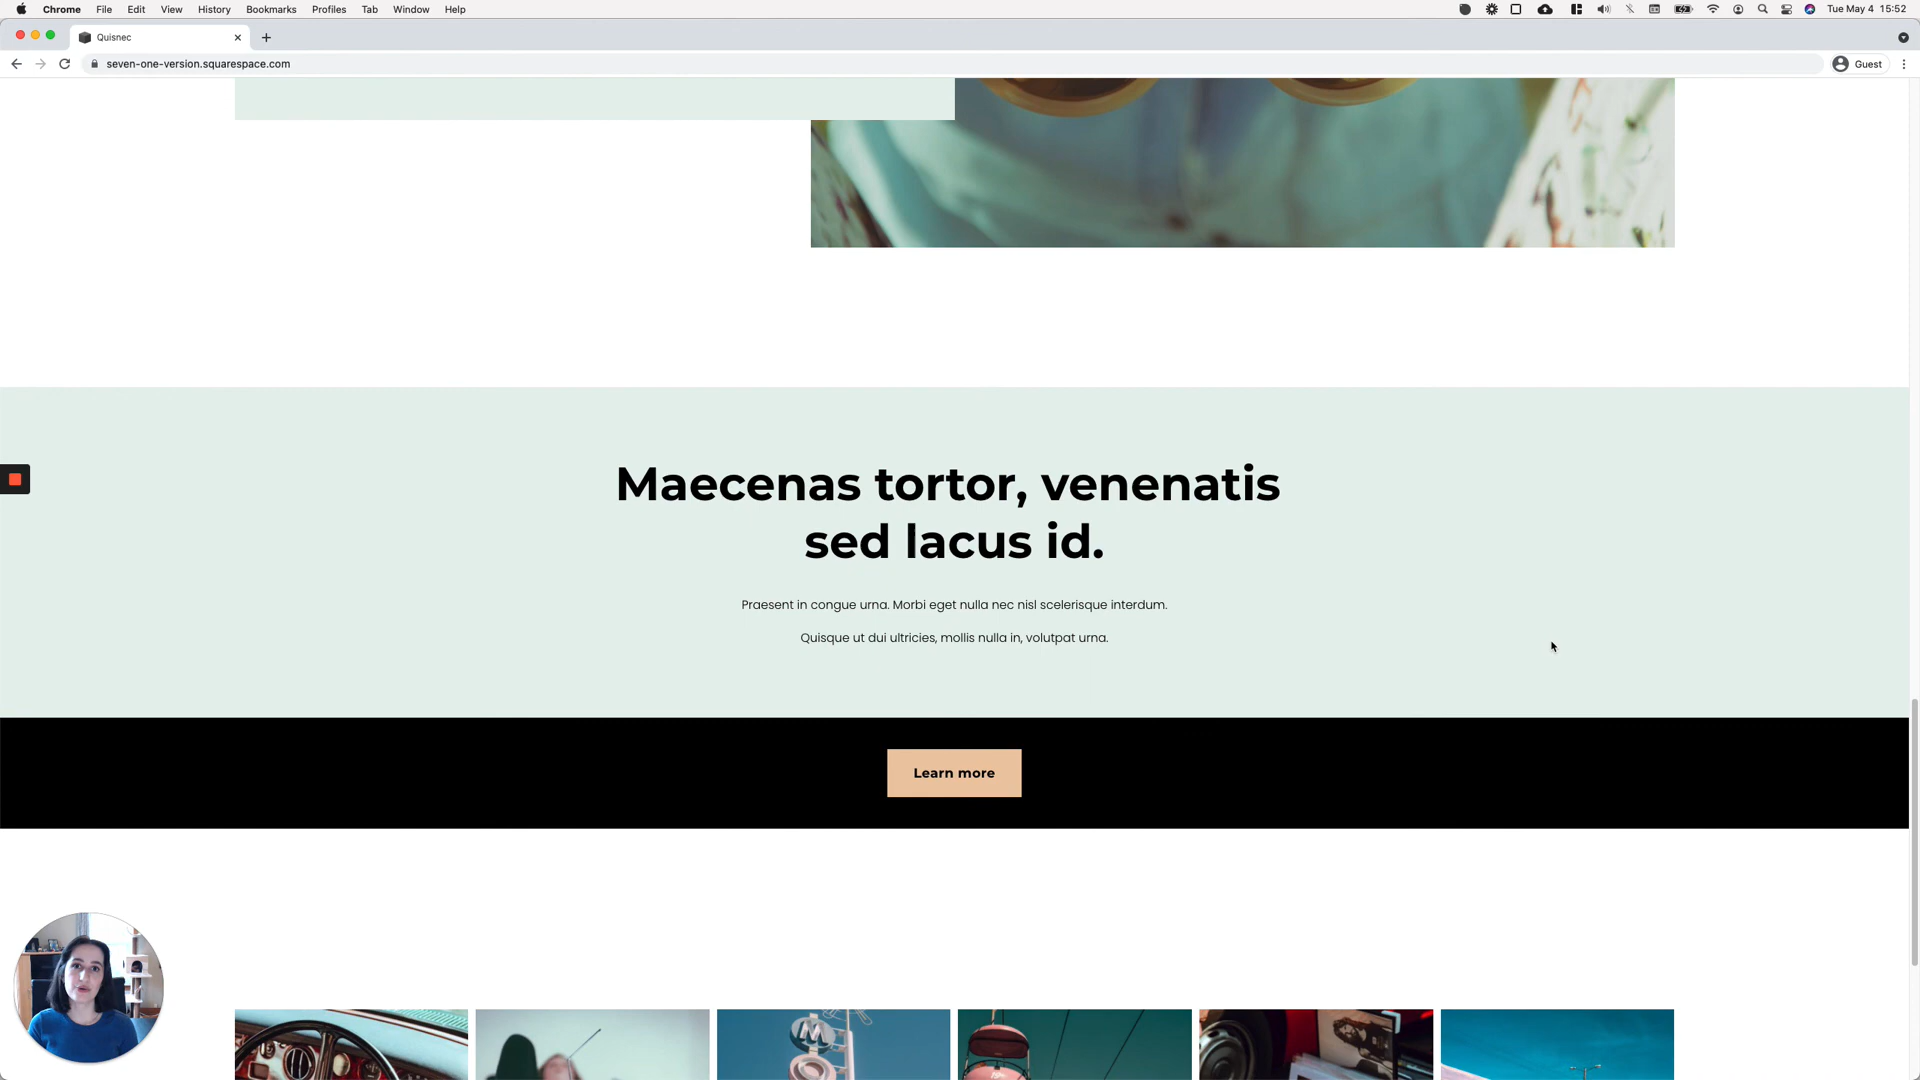 Chrome File Edit View History Bookmarks Profiles Tab Window Help Tue May 4 15:52
Quisnec
seven-one-version.squarespace.com Guest
Maecenas tortor, venenatis
sed lacus id.
Praesent in congue urna. Morbi eget nulla nec nisl scelerisque interdum.
Quisque ut dui ultricies, mollis nulla in, volutpat urna.
Learn more
M